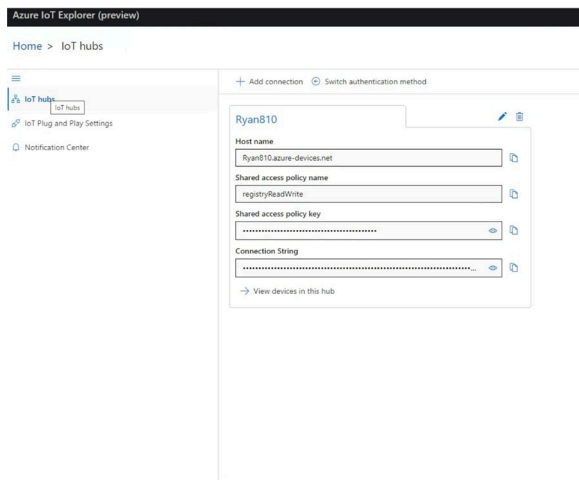 Azure IoT Explorer (preview)
Home > IoT hubs
+ Add connection Switch authentication method
IoT hubs
IoT hubs
IoT Plug and Play Settings
Notification Center
Ryan810
Host name
Ryan810.azure-devices.net
Shared access policy name
registryReadWrite
Shared access policy key
Connection String
→ View devices in this hub